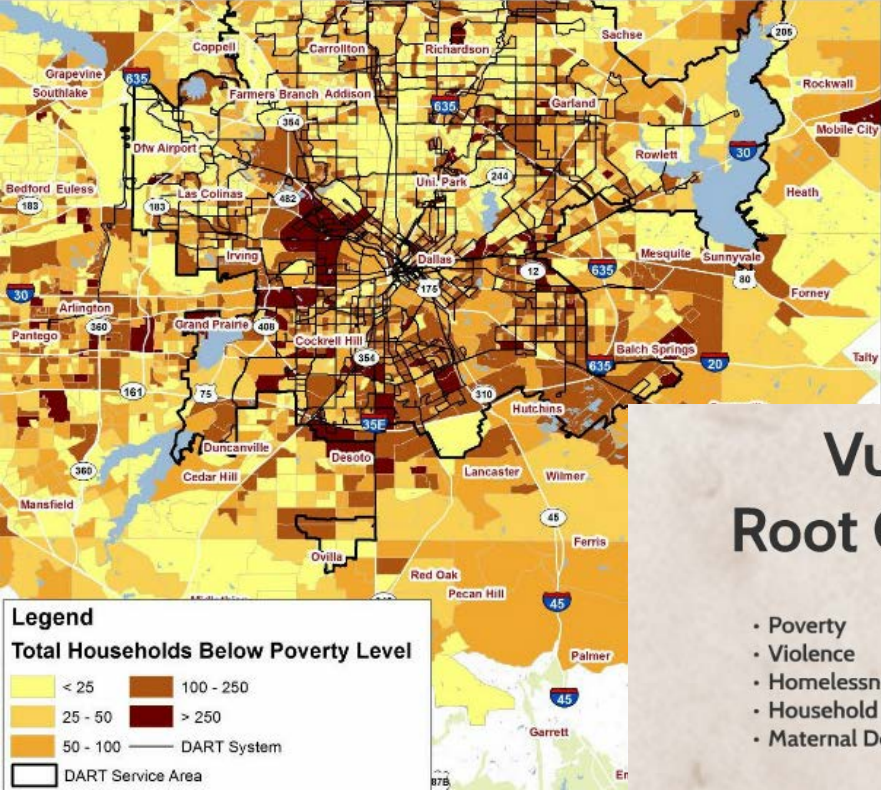 205
Sachse
Coppell
Carrollton
Richardson
Grapevine
635
Southlake
Rockwall
Farmers Branch Addison
635
Garland
354
Mobile City
Dfw Airport
Rowlett
30
Uni. Park
244
Bedford Euless
183
183
Las Colinas
482
Heath
Irving
Dallas
12
635
Mesquite
Sunnyvale
80
175
30
Forney
Arlington
360
Grand Prairie
408
Pantego
Cockrell Hill
354
Balch Springs
635
20
Talty
161
75
310
Hutchins
35E
Duncanville
Desoto
360
Cedar Hill
Lancaster
Wilmer
Mansfield
45
Ferris
Ovilla
Red Oak
Pecan Hill
45
Palmer
45
Garrett
Legend
Total Households Below Poverty Level
< 25
100 - 250
25 - 50
> 250
50 - 100
DART System
DART Service Area
Root
• Poverty
• Violence
• Household
• Maternal